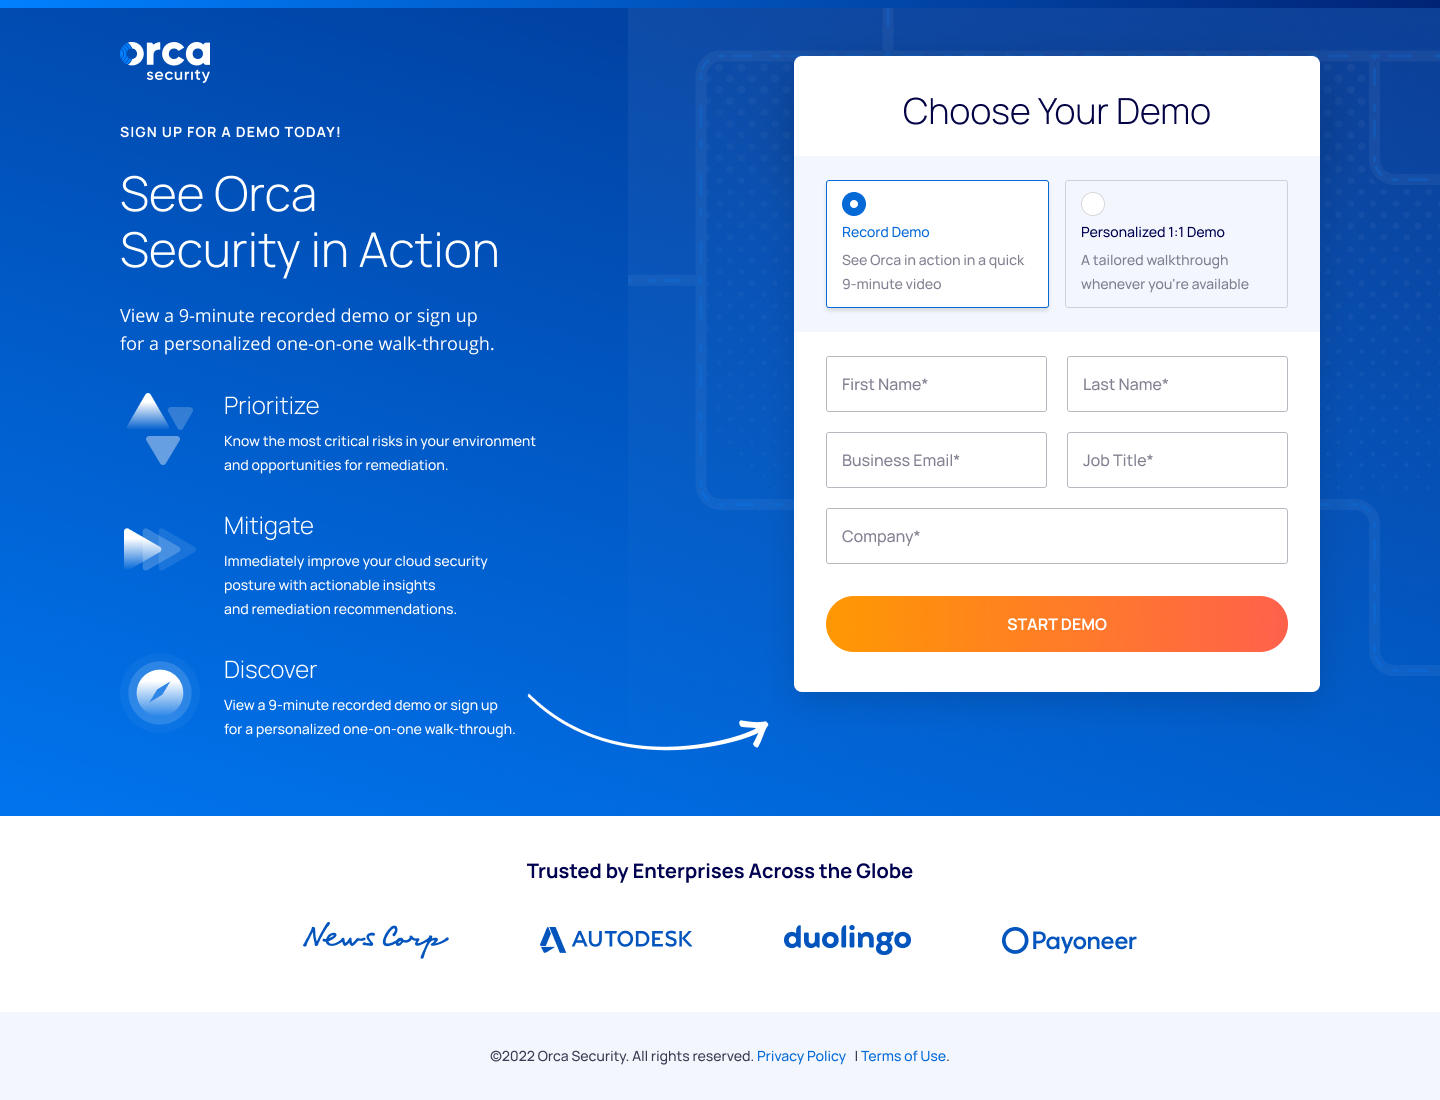 orca
security
SIGN UP FOR A DEMO TODAY!
See Orca
Security in Action
View a 9-minute recorded demo or sign up
for a personalized one-on-one walk-through.
Prioritize
Know the most critical risks in your environment
and opportunities for remediation.
Mitigate
Immediately improve your cloud security
posture with actionable insights
and remediation recommendations.
Discover
View a 9-minute recorded demo or sign up
for a personalized one-on-one walk-through.
Choose Your Demo
Record Demo
See Orca in action in a quick
9-minute video
Personalized 1:1 Demo
A tailored walkthrough
whenever you're available
First Name*
Last Name*
Business Email*
Job Title*
Company*
START DEMO
Trusted by Enterprises Across the Globe
News Corp
AUTODESK
duolingo
Payoneer
©2022 Orca Security. All rights reserved. Privacy Policy | Terms of Use.